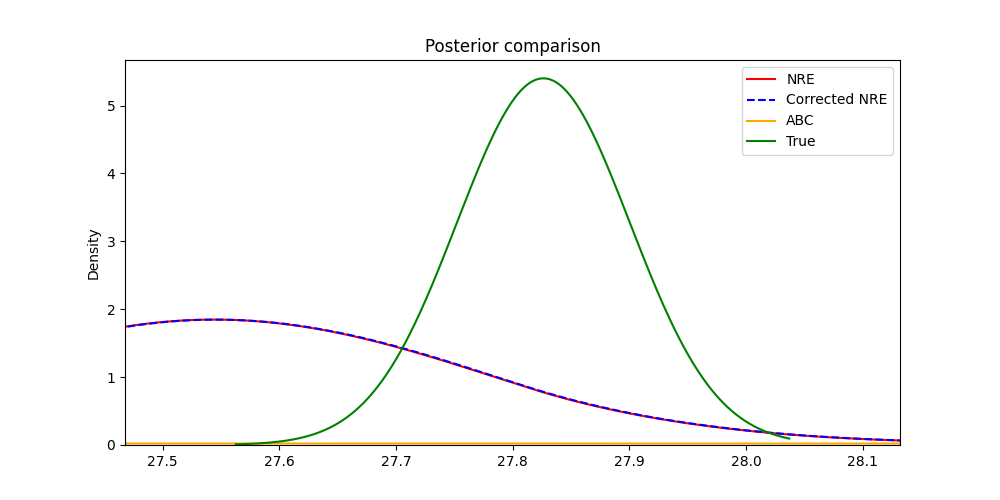 Posterior comparison
NRE
Corrected NRE
ABC
True
Density
5
4
3
2
1
0
27.5 27.6 27.7 27.8 27.9 28.0 28.1